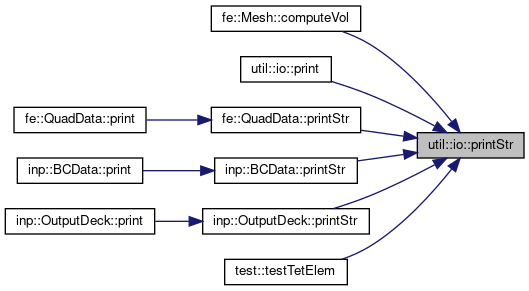 fe::Mesh::computeVol
util::io::print
fe::QuadData::print
fe::QuadData::printStr
util::io::printStr
inp::BCData::print
inp::BCData::printStr
inp::OutputDeck::print
inp::OutputDeck::printStr
test::testTetElem